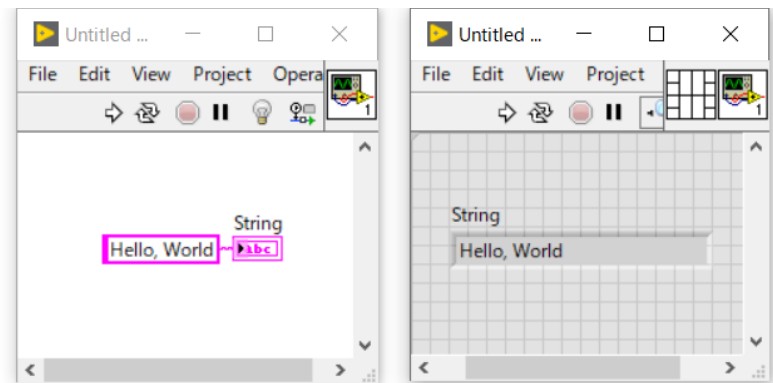 Untitled ...
File Edit View Project Opera
1
String
Hello, World
abc
Untitled ...
File Edit View Project
1
String
Hello, World